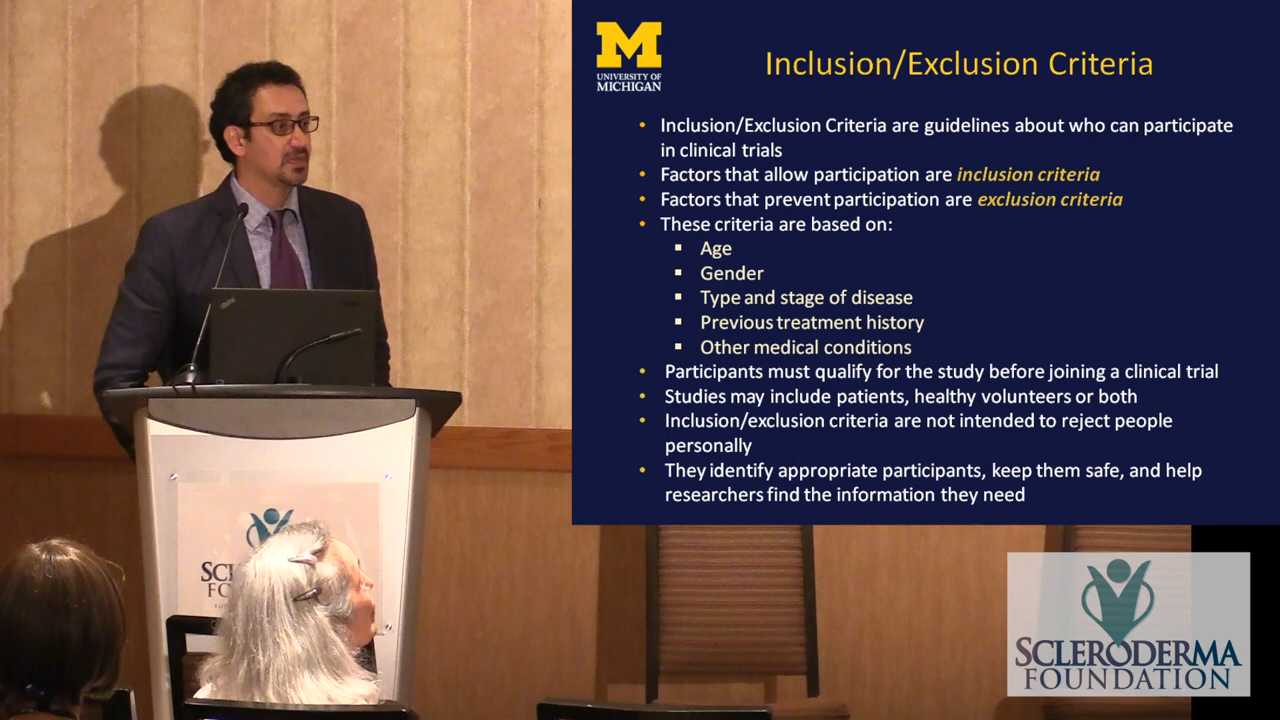 UNIVERSITY OF
MICHIGAN
Inclusion/Exclusion Criteria
• Inclusion/Exclusion Criteria are guidelines about who can participate
in clinical trials
• Factors that allow participation are inclusion criteria
• Factors that prevent participation are exclusion criteria
• These criteria are based on:
▪ Age
▪ Gender
▪ Type and stage of disease
▪ Previous treatment history
▪ Other medical conditions
• Participants must qualify for the study before joining a clinical trial
• Studies may include patients, healthy volunteers or both
• Inclusion/exclusion criteria are not intended to reject people
personally
• They identify appropriate participants, keep them safe, and help
researchers find the information they need
ThinkPad
SCLERODERMA
FOUNDATION